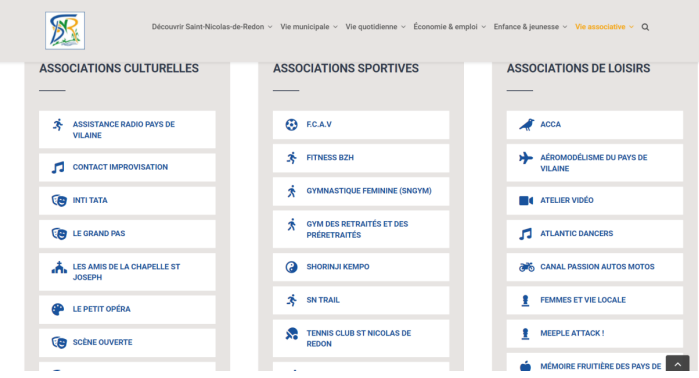 Découvrir Saint-Nicolas-de-Redon
Vie municipale
Vie quotidienne
Économie & emploi
Enfance & jeunesse
Vie associative
ASSOCIATIONS CULTURELLES
ASSISTANCE RADIO PAYS DE
VILAINE
CONTACT IMPROVISATION
INTI TATA
LE GRAND PAS
LES AMIS DE LA CHAPELLE ST
JOSEPH
LE PETIT OPÉRA
SCÈNE OUVERTE
ASSOCIATIONS SPORTIVES
F.C.A.V
FITNESS BZH
GYMNASTIQUE FEMININE (SNGYM)
GYM DES RETRAITÉS ET DES
PRÉRETRAITÉS
SHORINJI KEMPO
SN TRAIL
TENNIS CLUB ST NICOLAS DE
REDON
ASSOCIATIONS DE LOISIRS
ACCA
AÉROMODÉLISME DU PAYS DE
VILAINE
ATELIER VIDÉO
ATLANTIC DANCERS
CANAL PASSION AUTOS MOTOS
FEMMES ET VIE LOCALE
MEEPLE ATTACK !
MÉMOIRE FRUITIÈRE DES PAYS DE